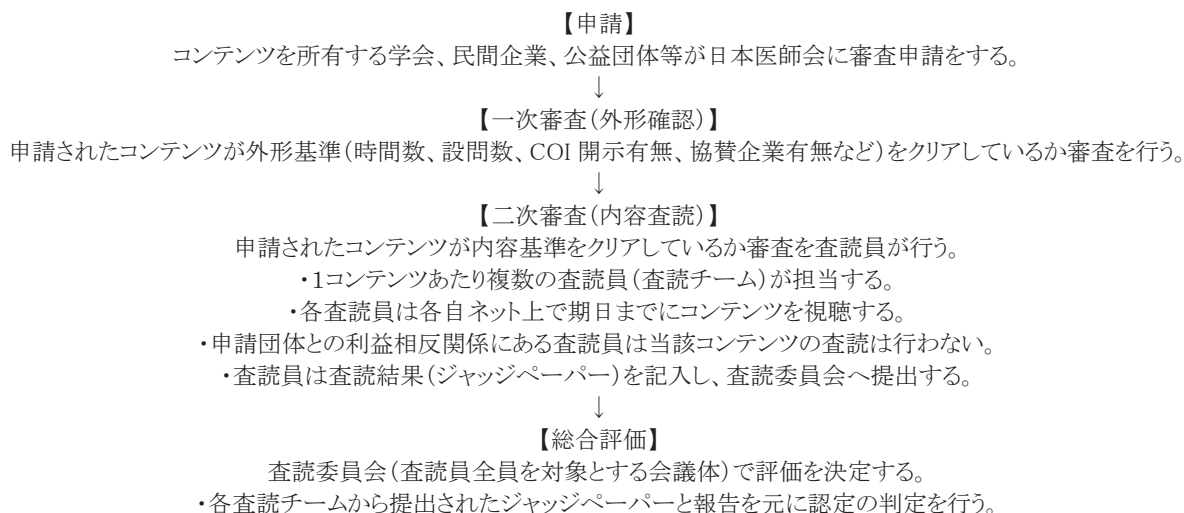 【申請】
コンテンツを所有する学会、民間企業、公益団体等が日本医師会に審査申請をする。
↓
【一次審査(外形確認)】
申請されたコンテンツが外形基準(時間数、設問数、COI 開示有無、協賛企業有無など)をクリアしているか審査を行う。
↓
【二次審査(内容査読)】
申請されたコンテンツが内容基準をクリアしているか審査を査読員が行う。
・1コンテンツあたり複数の査読員(査読チーム)が担当する。
・各査読員は各自ネット上で期日までにコンテンツを視聴する。
・申請団体との利益相反関係にある査読員は当該コンテンツの査読は行わない。
・査読員は査読結果(ジャッジペーパー)を記入し、査読委員会へ提出する。
↓
【総合評価】
査読委員会(査読員全員を対象とする会議体)で評価を決定する。
・各査読チームから提出されたジャッジペーパーと報告を元に認定の判定を行う。